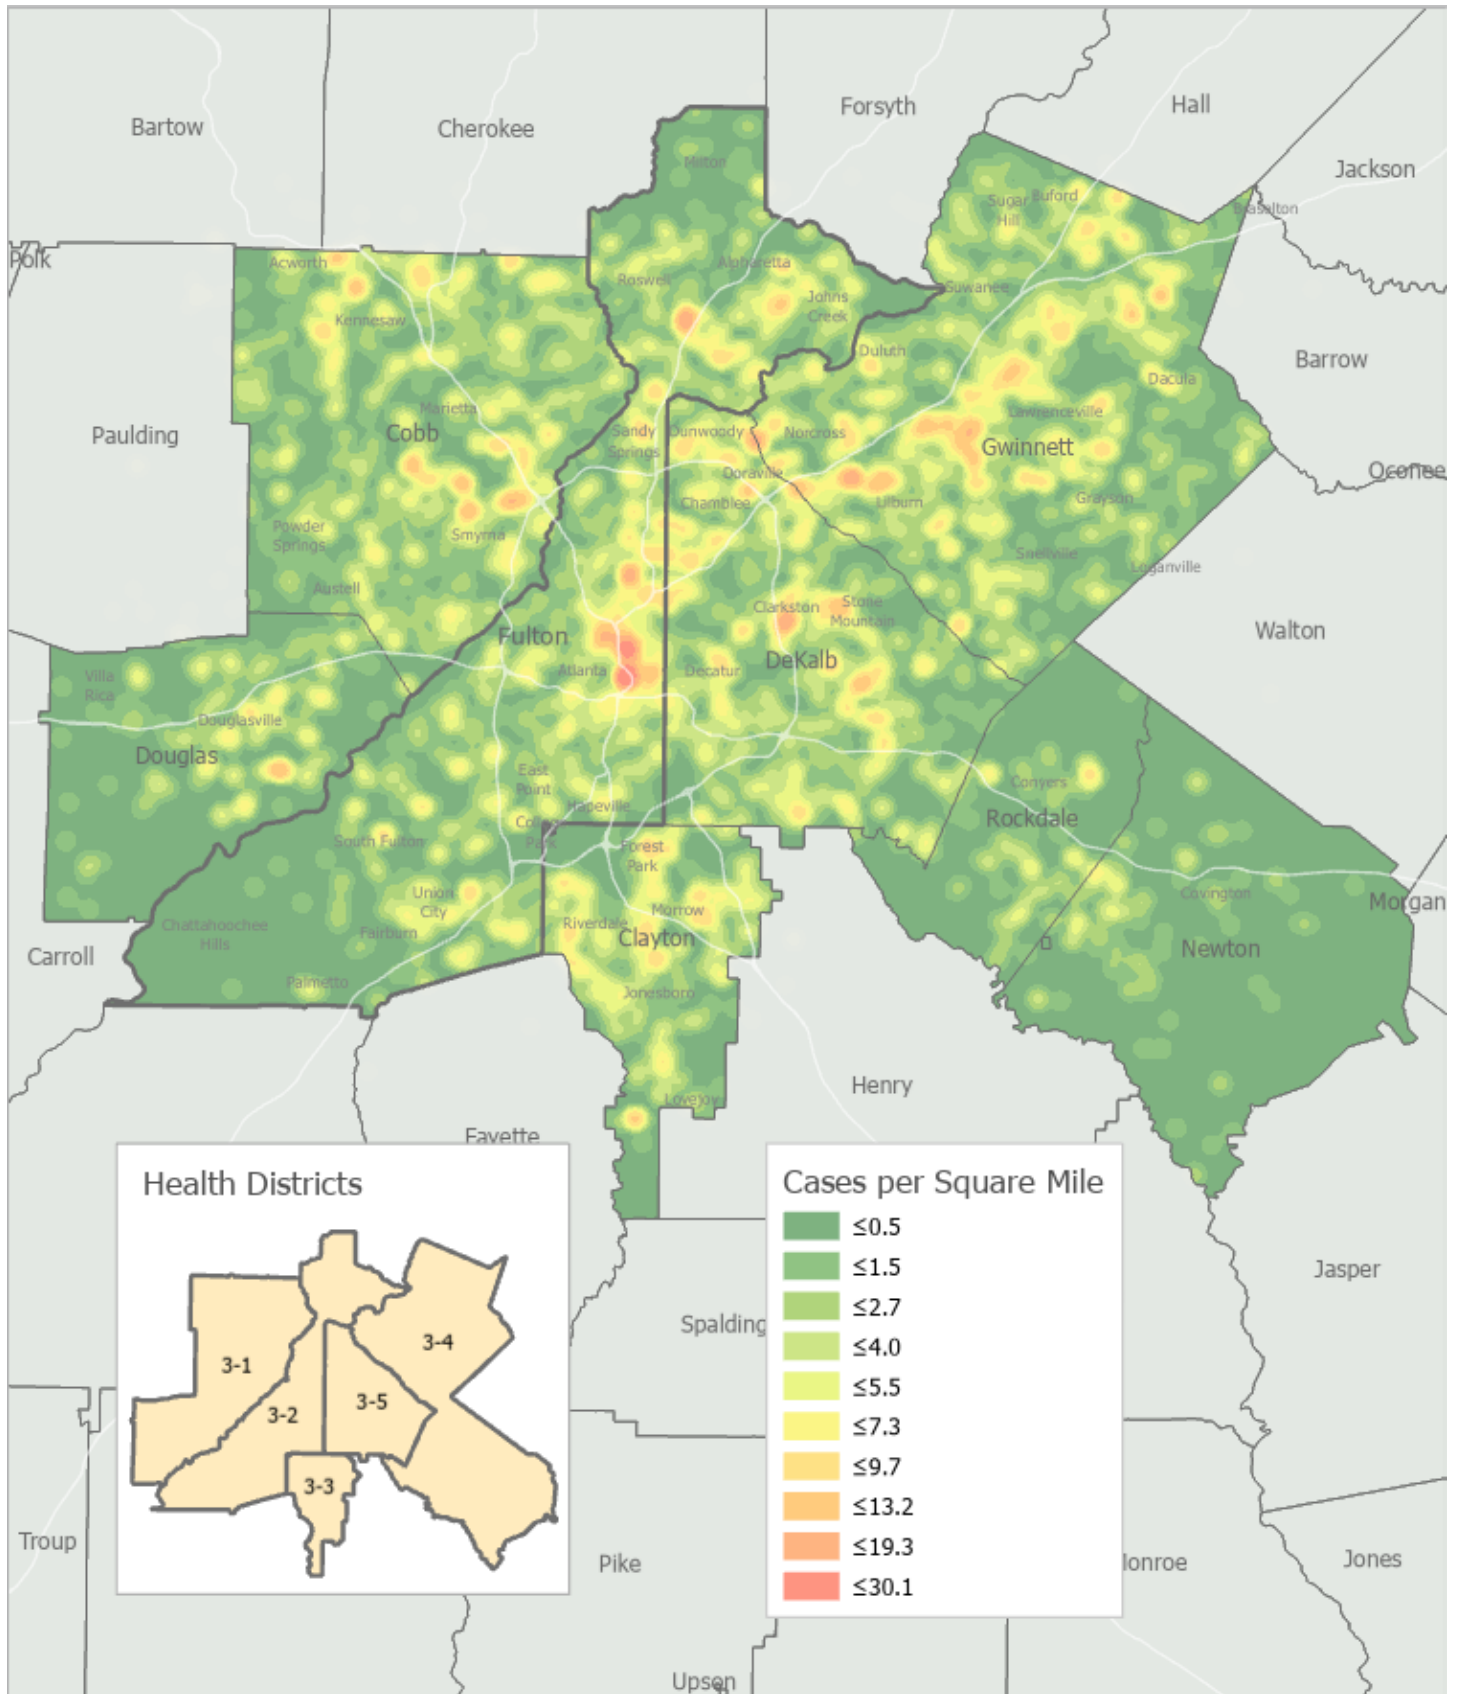 Forsyth
Hall
Bartow
Cherokee
Milton
Jackson
Sugar
Hill
Buford
Braselton
Polk
Acworth
Roswell
Alpharetta
Suwanee
Johns
Creek
Kennesaw
Duluth
Barrow
Dacula
Marietta
Lawrenceville
Paulding
Cobb
Sandy
Springs
Dunwoody
Norcross
Gwinnett
Doraville
Oconee
Chamblee
Lilburn
Grayson
Powder
Springs
Smyrna
Snellville
Loganville
Austell
Clarkston
Stone
Mountain
Fulton
Walton
Atlanta
Decatur
DeKalb
Villa
Rica
Douglasville
Douglas
East
Point
Conyers
Hapeville
Rockdale
College
Park
South Fulton
Forest
Park
Union
City
Covington
Morgan
Chattahoochee
Hills
Fairburn
Riverdale
Morrow
Clayton
Newton
Carroll
Palmetto
Jonesboro
Henry
Lovejoy
Fayette
Health Districts
3-1
3-2
3-3
3-4
3-5
Cases per Square Mile
≤0.5
≤1.5
≤2.7
≤4.0
≤5.5
≤7.3
≤9.7
≤13.2
≤19.3
≤30.1
Jasper
Spalding
Troup
Pike
onroe
Jones
Upson